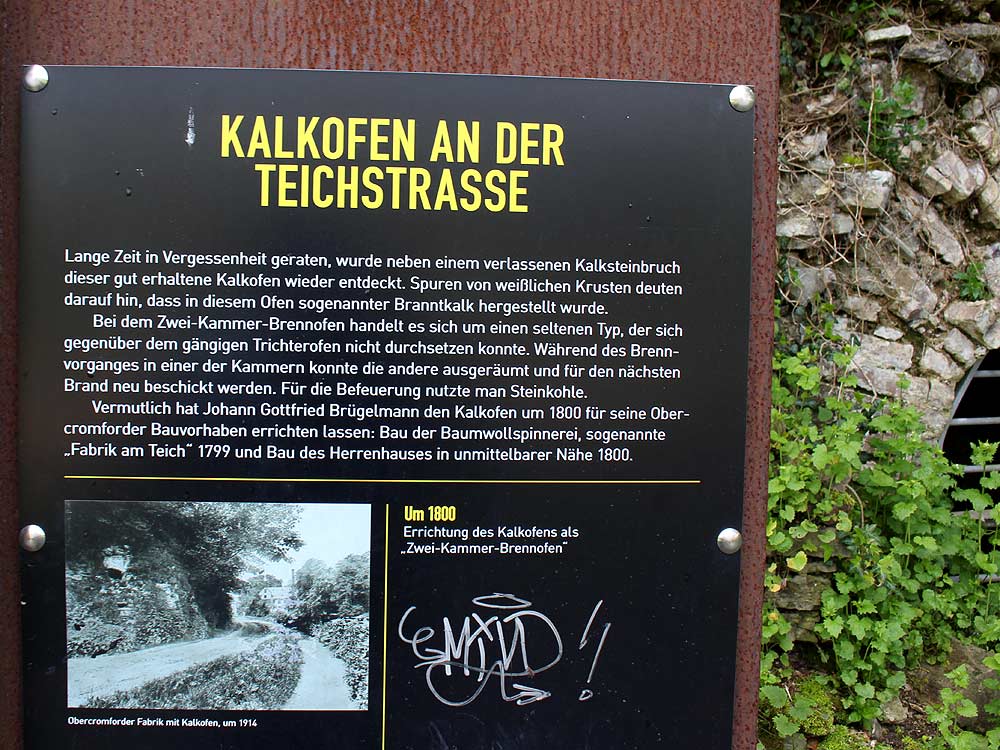 KALKOFEN AN DER
TEICHSTRASSE
Lange Zeit in Vergessenheit geraten, wurde neben einem verlassenen Kalksteinbruch
dieser gut erhaltene Kalkofen wieder entdeckt. Spuren von weißlichen Krusten deuten
darauf hin, dass in diesem Ofen sogenannter Branntkalk hergestellt wurde.
Bei dem Zwei-Kammer-Brennofen handelt es sich um einen seltenen Typ, der sich
gegenüber dem gängigen Trichterofen nicht durchsetzen konnte. Während des Brenn-
vorganges in einer der Kammern konnte die andere ausgeräumt und für den nächsten
Brand neu beschickt werden. Für die Befeuerung nutzte man Steinkohle.
Vermutlich hat Johann Gottfried Brügelmann den Kalkofen um 1800 für seine Ober-
cromforder Bauvorhaben errichten lassen: Bau der Baumwollspinnerei, sogenannte
„Fabrik am Teich“ 1799 und Bau des Herrenhauses in unmittelbarer Nähe 1800.
Um 1800
Errichtung des Kalkofens als
„Zwei-Kammer-Brennofen“
Obercromforder Fabrik mit Kalkofen, um 1914